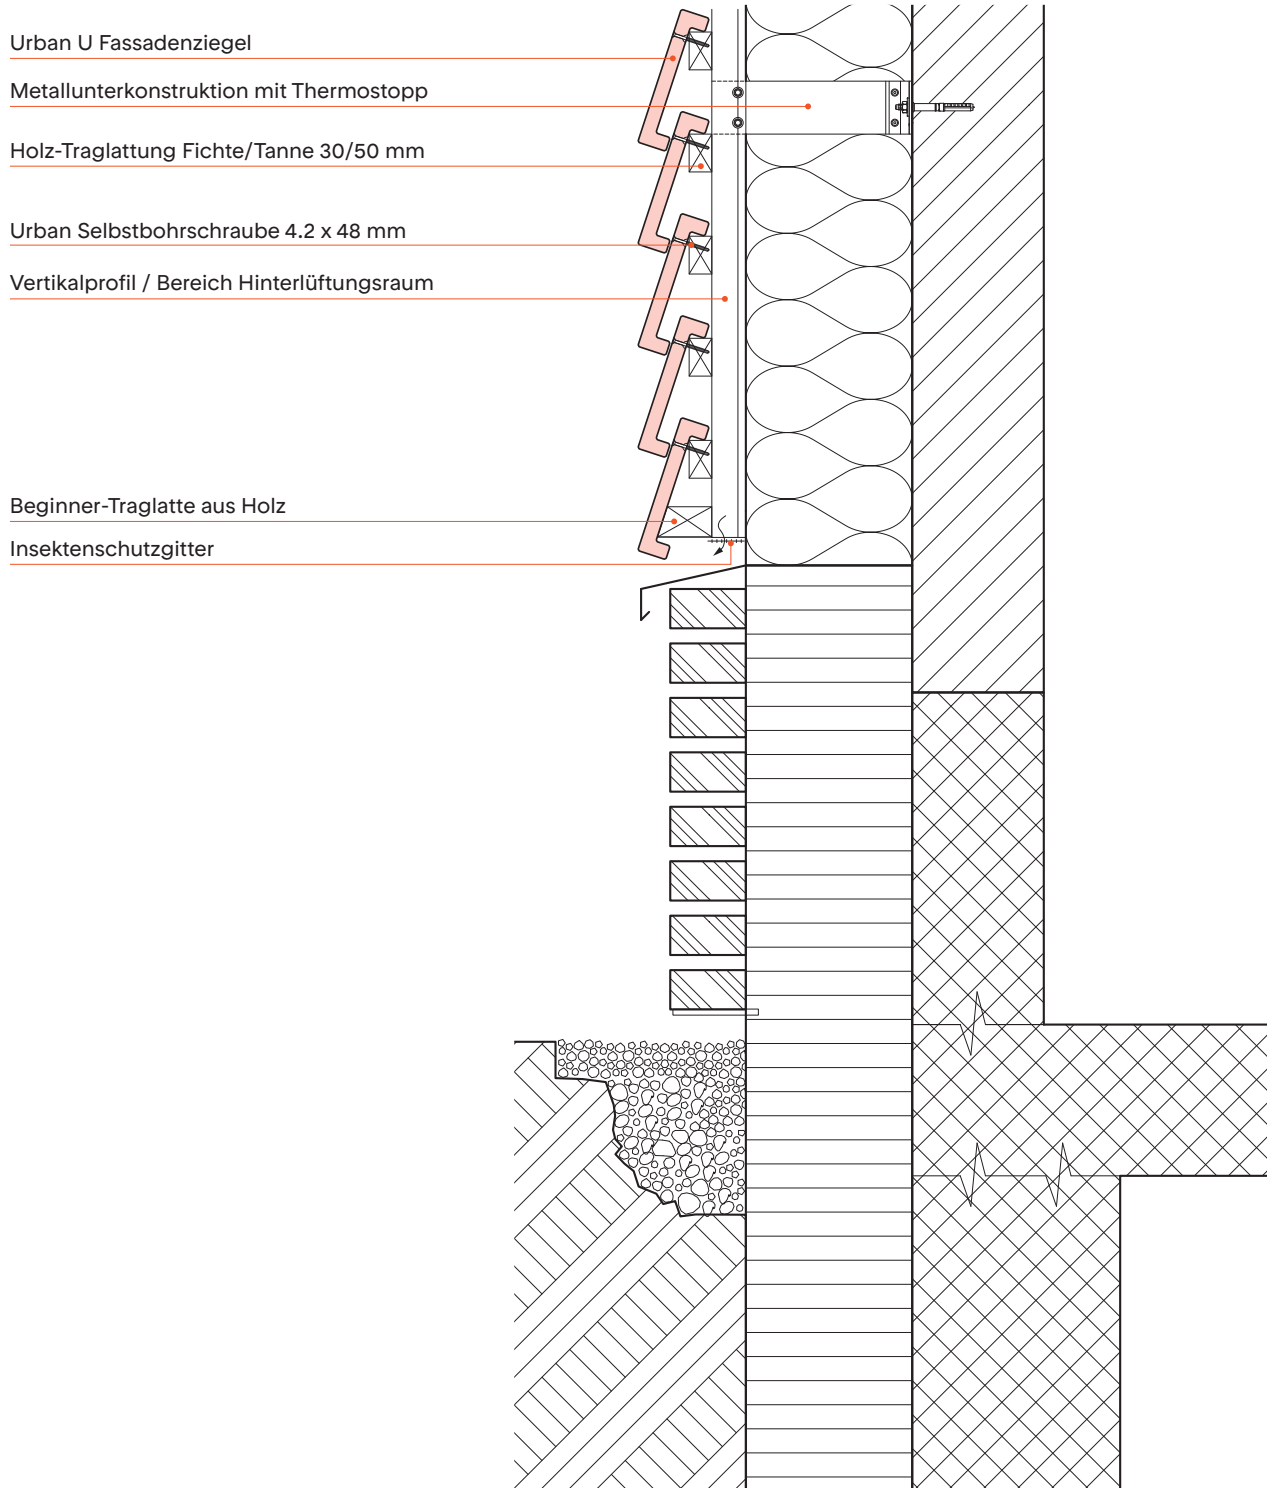 Urban U Fassadenziegel
Metallunterkonstruktion mit Thermostopp
Holz-Traglattung Fichte/Tanne 30/50 mm
Urban Selbstbohrschraube 4.2 x 48 mm
Vertikalprofil / Bereich Hinterlüftungsraum
Beginner-Traglatte aus Holz
Insektenschutzgitter